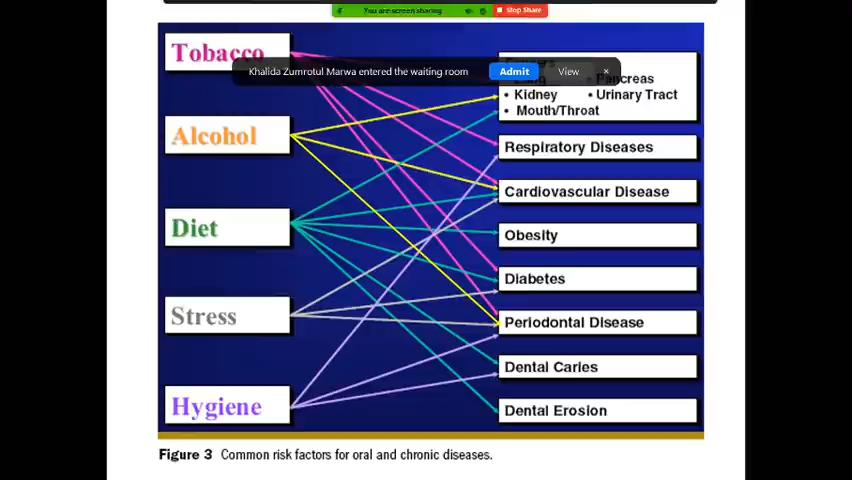 You are screen sharing
Stop Share
Tobacco
Khalida Zumrotul Marwa entered the waiting room
Admit
View
×
• Pancreas
• Kidney
• Urinary Tract
• Mouth/Throat
Alcohol
Respiratory Diseases
Cardiovascular Disease
Diet
Obesity
Diabetes
Stress
Periodontal Disease
Dental Caries
Hygiene
Dental Erosion
Figure 3 Common risk factors for oral and chronic diseases.